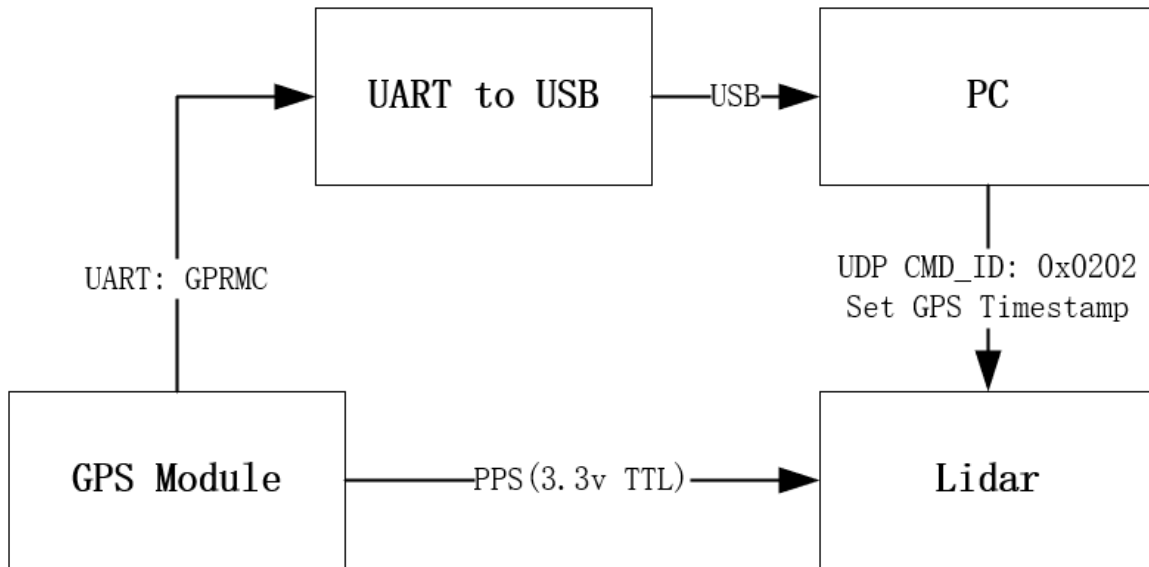 UART to USB
USB
PC
UART: GPRMC
UDP CMD_ID: 0x0202
Set GPS Timestamp
GPS Module
PPS(3.3v TTL)
Lidar